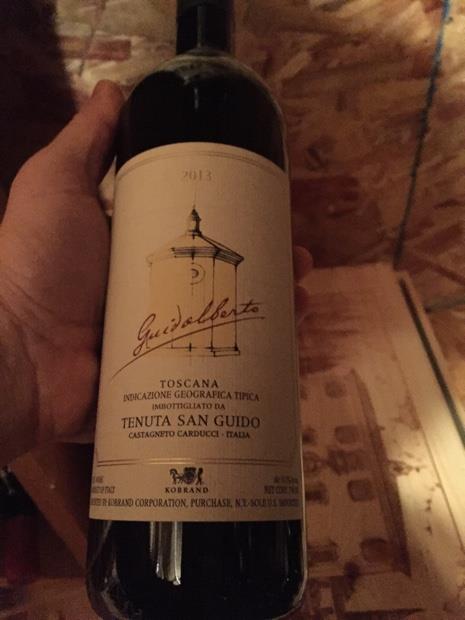 2013
Guidalberto
TOSCANA
INDICAZIONE GEOGRAFICA TIPICA
IMBOTTIGLIATO DA
TENUTA SAN GUIDO
CASTAGNETO CARDUCCI - ITALIA
KOBRAND
BY KOBRAND CORPORATION, PURCHASE, N.Y. - SOLE U.S.